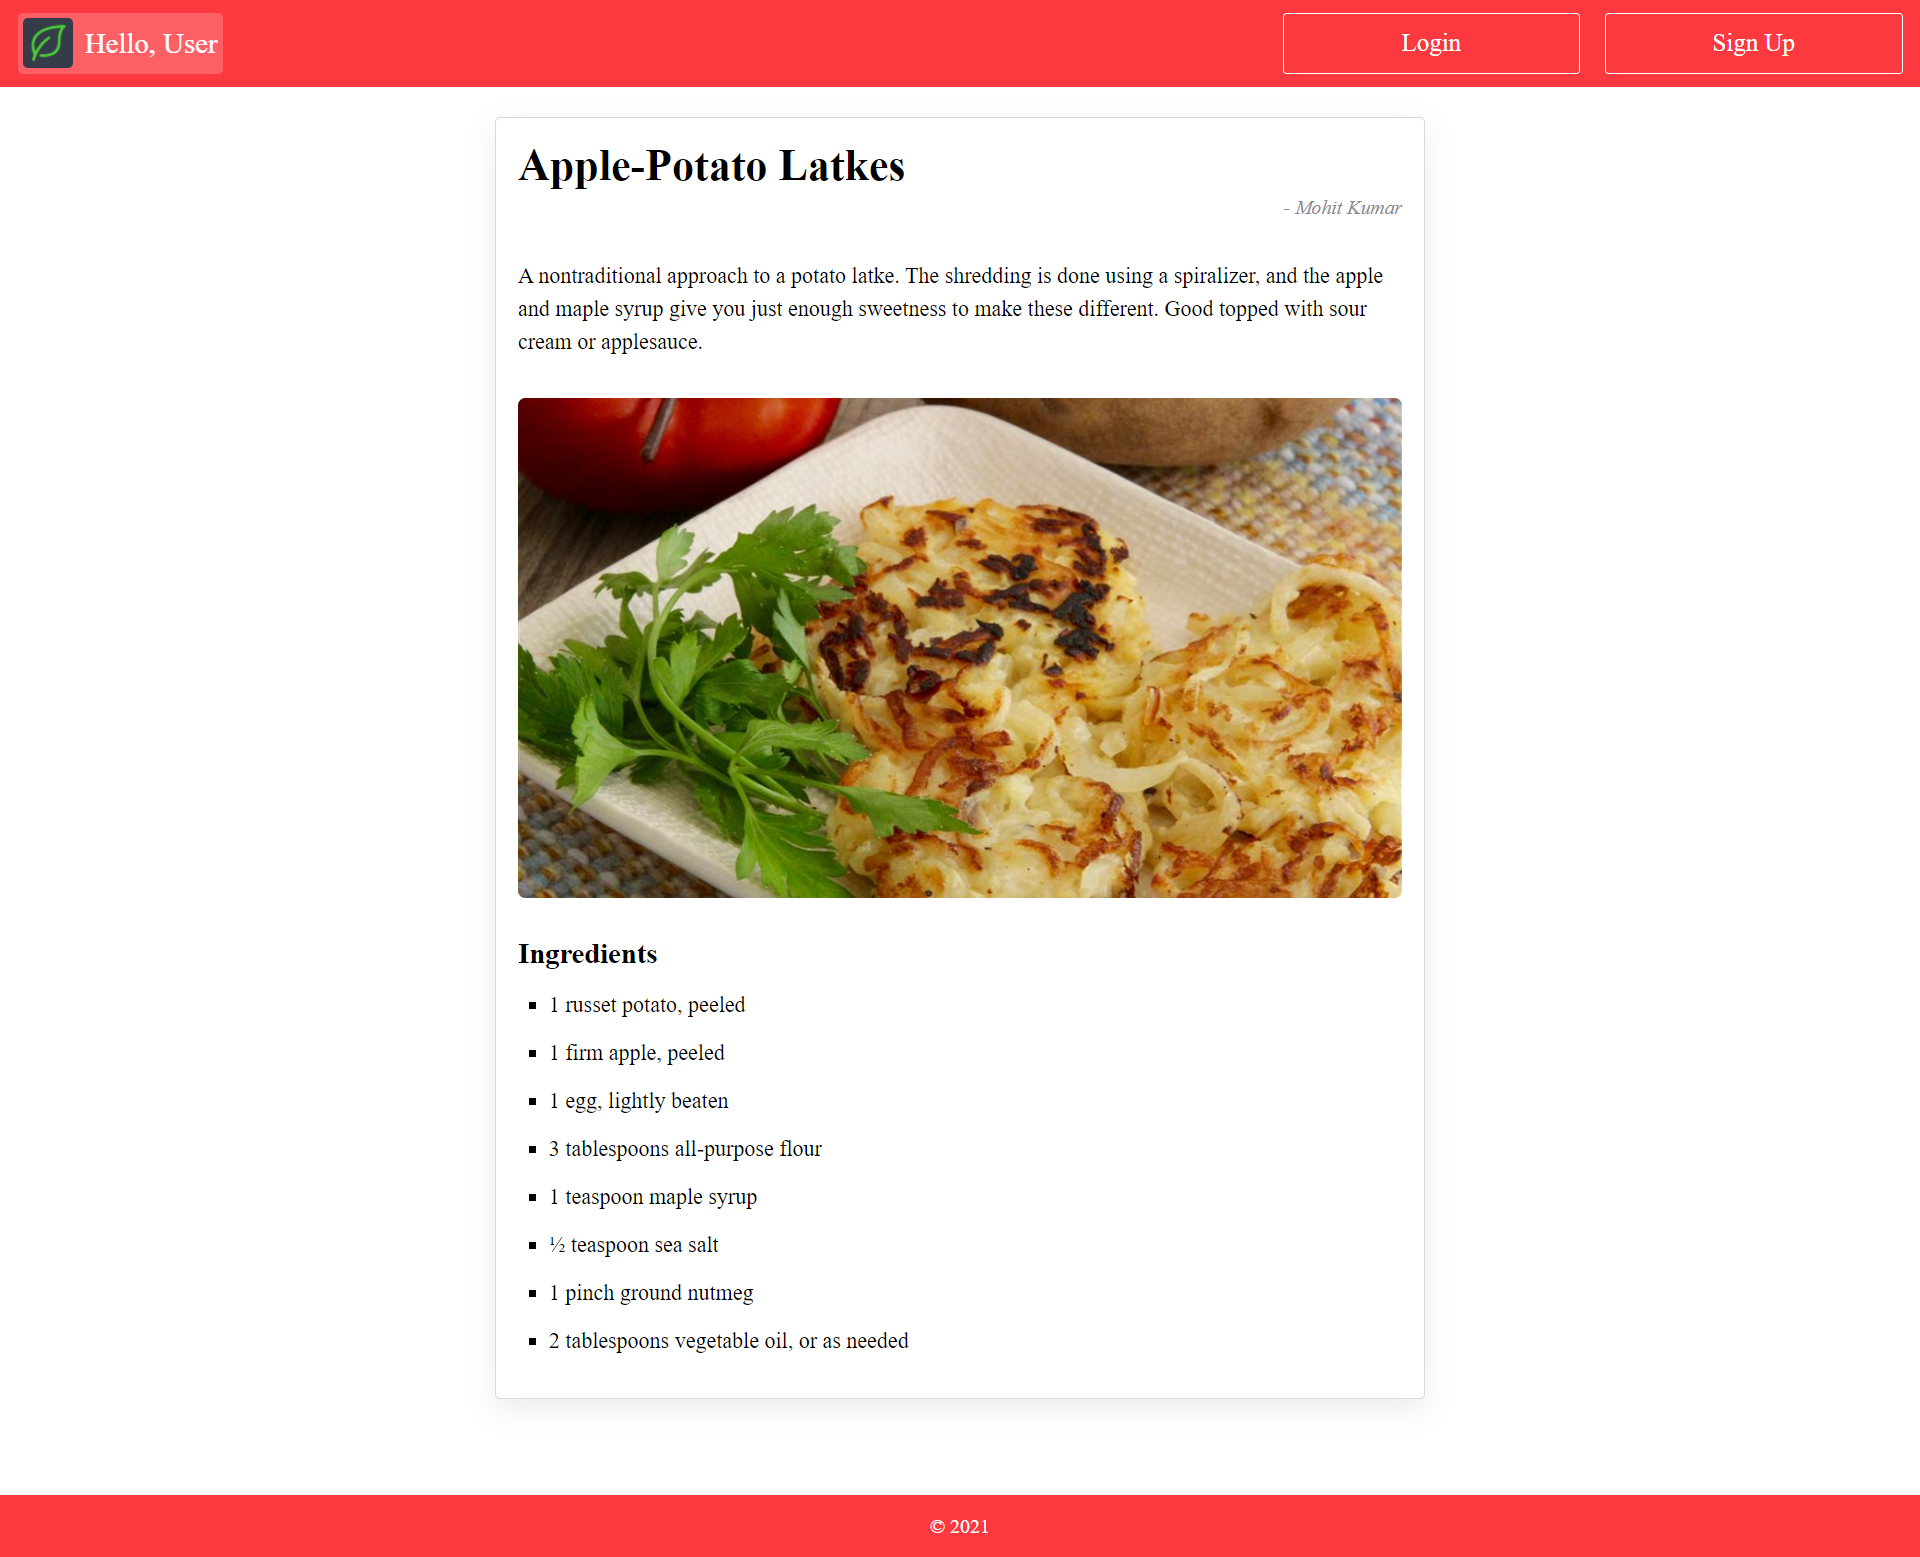 Hello, User
Login
Sign Up
Apple-Potato Latkes
- Mohit Kumar
A nontraditional approach to a potato latke. The shredding is done using a spiralizer, and the apple
and maple syrup give you just enough sweetness to make these different. Good topped with sour
cream or applesauce.
Ingredients
1 russet potato, peeled
1 firm apple, peeled
1 egg, lightly beaten
3 tablespoons all-purpose flour
1 teaspoon maple syrup
½ teaspoon sea salt
1 pinch ground nutmeg
2 tablespoons vegetable oil, or as needed
© 2021